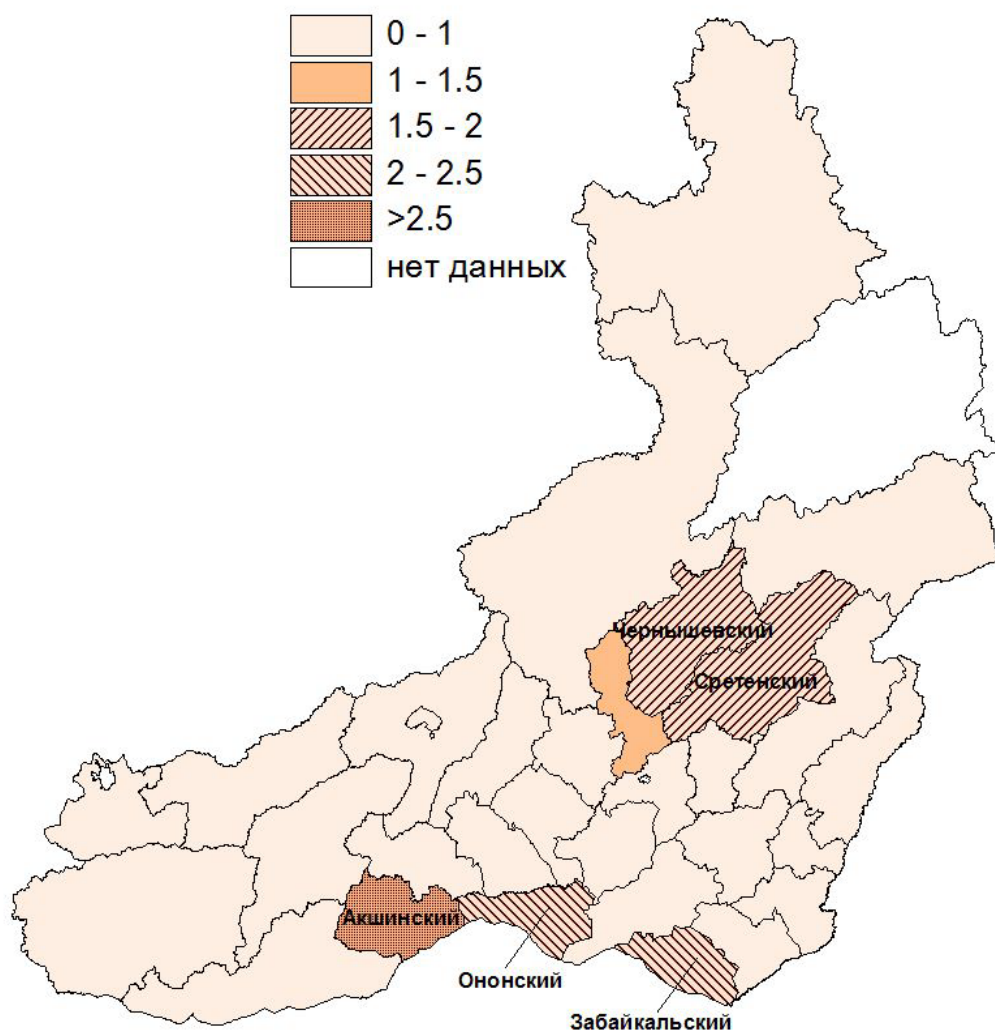 0 - 1
1 - 1.5
1.5 - 2
2 - 2.5
>2.5
нет данных
Чернышевский
Сретенский
Акшинский
Ононский
Забайкальский